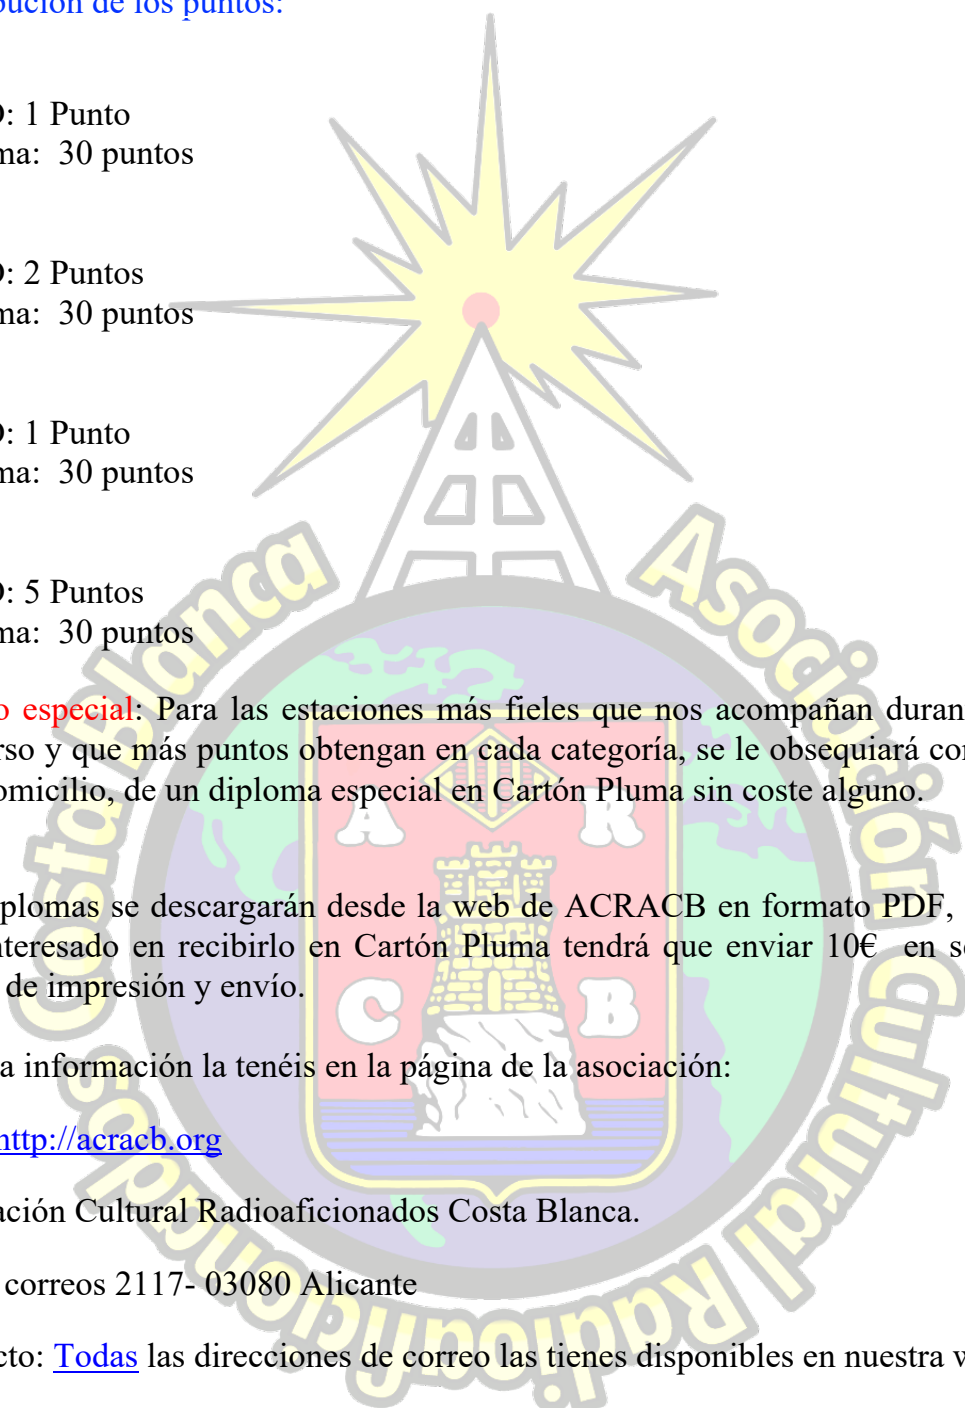 bución de los puntos:
O: 1 Punto
ma: 30 puntos
O: 2 Puntos
ma: 30 puntos
O: 1 Punto
ma: 30 puntos
O: 5 Puntos
ma: 30 puntos
o especial: Para las estaciones más fieles que nos acompañan duran
rso y que más puntos obtengan en cada categoría, se le obsequiará con
omicilio, de un diploma especial en Cartón Pluma sin coste alguno.
plomas se descargarán desde la web de ACRACB en formato PDF,
nteresado en recibirlo en Cartón Pluma tendrá que enviar 10€ en se
de impresión y envío.
a información la tenéis en la página de la asociación:
http://acracb.org
ación Cultural Radioaficionados Costa Blanca.
correos 2117- 03080 Alicante
cto: Todas las direcciones de correo las tienes disponibles en nuestra w
Asociación Cultural Radioaficionados Costa Blanca
A R
C B